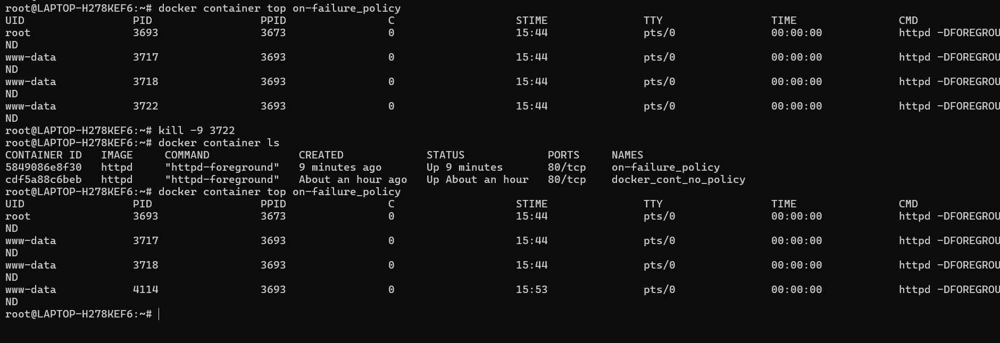 root@LAPTOP-H278KEF6:~# docker container top on-failure_policy
UID                 PID                 PPID                C                   STIME               TTY                 TIME                CMD
root                3693                3673                0                   15:44               pts/0               00:00:00            httpd -DFOREGROU
ND
www-data            3717                3693                0                   15:44               pts/0               00:00:00            httpd -DFOREGROU
ND
www-data            3718                3693                0                   15:44               pts/0               00:00:00            httpd -DFOREGROU
ND
www-data            3722                3693                0                   15:44               pts/0               00:00:00            httpd -DFOREGROU
ND
root@LAPTOP-H278KEF6:~# kill -9 3722
root@LAPTOP-H278KEF6:~# docker container ls
CONTAINER ID   IMAGE     COMMAND              CREATED             STATUS             PORTS     NAMES
5849086e8f30   httpd     "httpd-foreground"   9 minutes ago       Up 9 minutes       80/tcp    on-failure_policy
cdf5a88c6beb   httpd     "httpd-foreground"   About an hour ago   Up About an hour   80/tcp    docker_cont_no_policy
root@LAPTOP-H278KEF6:~# docker container top on-failure_policy
UID                 PID                 PPID                C                   STIME               TTY                 TIME                CMD
root                3693                3673                0                   15:44               pts/0               00:00:00            httpd -DFOREGROU
ND
www-data            3717                3693                0                   15:44               pts/0               00:00:00            httpd -DFOREGROU
ND
www-data            3718                3693                0                   15:44               pts/0               00:00:00            httpd -DFOREGROU
ND
www-data            4114                3693                0                   15:53               pts/0               00:00:00            httpd -DFOREGROU
ND
root@LAPTOP-H278KEF6:~#